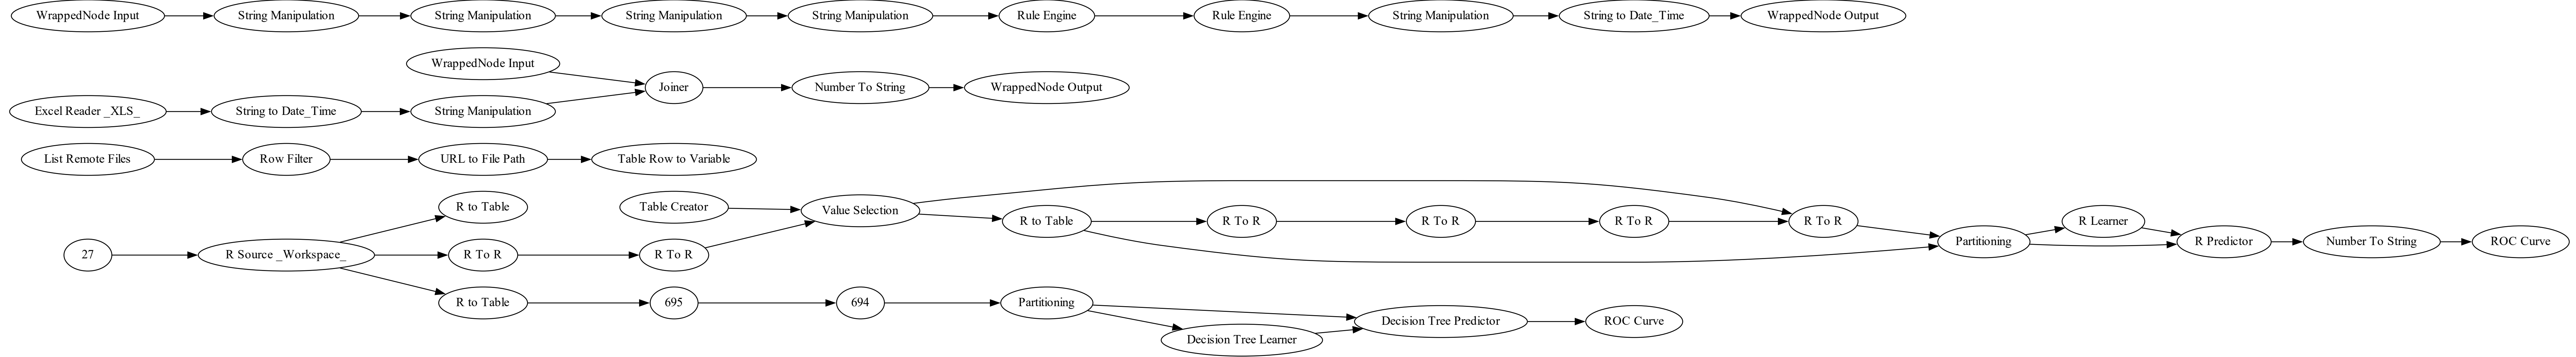 WrappedNode Input
String Manipulation
String Manipulation
String Manipulation
String Manipulation
Rule Engine
Rule Engine
String Manipulation
String to Date_Time
WrappedNode Output
WrappedNode Input
Joiner
Number To String
WrappedNode Output
Excel Reader _XLS_
String to Date_Time
String Manipulation
List Remote Files
Row Filter
URL to File Path
Table Row to Variable
R to Table
Table Creator
Value Selection
R to Table
R To R
R To R
R To R
R To R
R Learner
Partitioning
R Predictor
Number To String
ROC Curve
27
R Source _Workspace_
R To R
R To R
R to Table
695
694
Partitioning
Decision Tree Predictor
ROC Curve
Decision Tree Learner